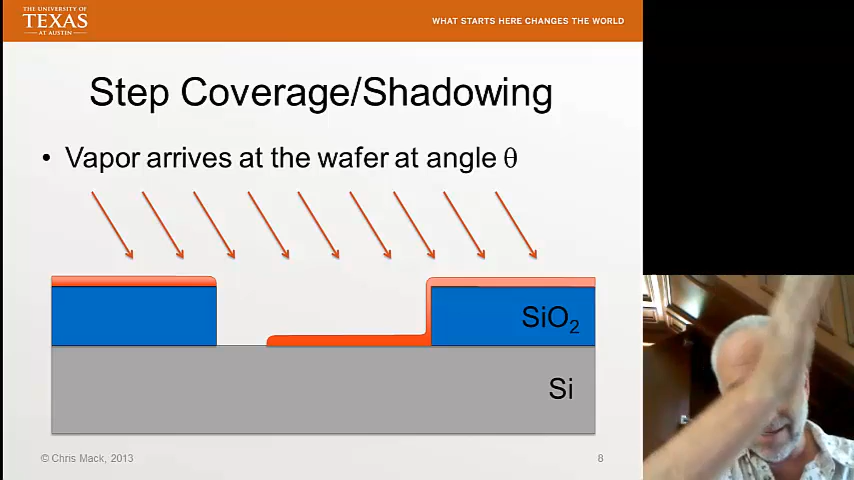 THE UNIVERSITY OF
TEXAS
AT AUSTIN
WHAT STARTS HERE CHANGES THE WORLD
Step Coverage/Shadowing
• Vapor arrives at the wafer at angle θ
SiO₂
Si
© Chris Mack, 2013
8